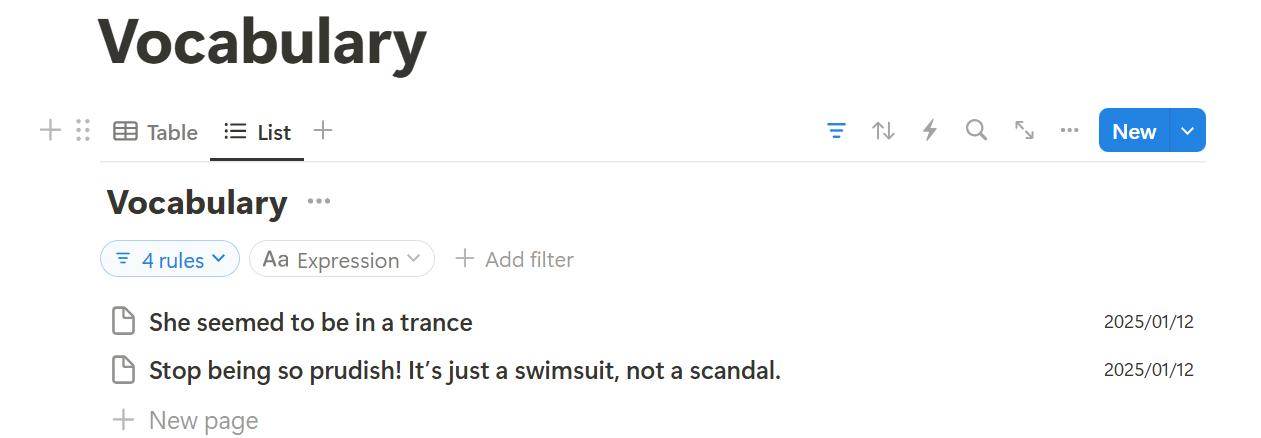 Vocabulary
Table List
New
Vocabulary ...
4 rules Aa Expression Add filter
She seemed to be in a trance 2025/01/12
Stop being so prudish! It's just a swimsuit, not a scandal. 2025/01/12
New page